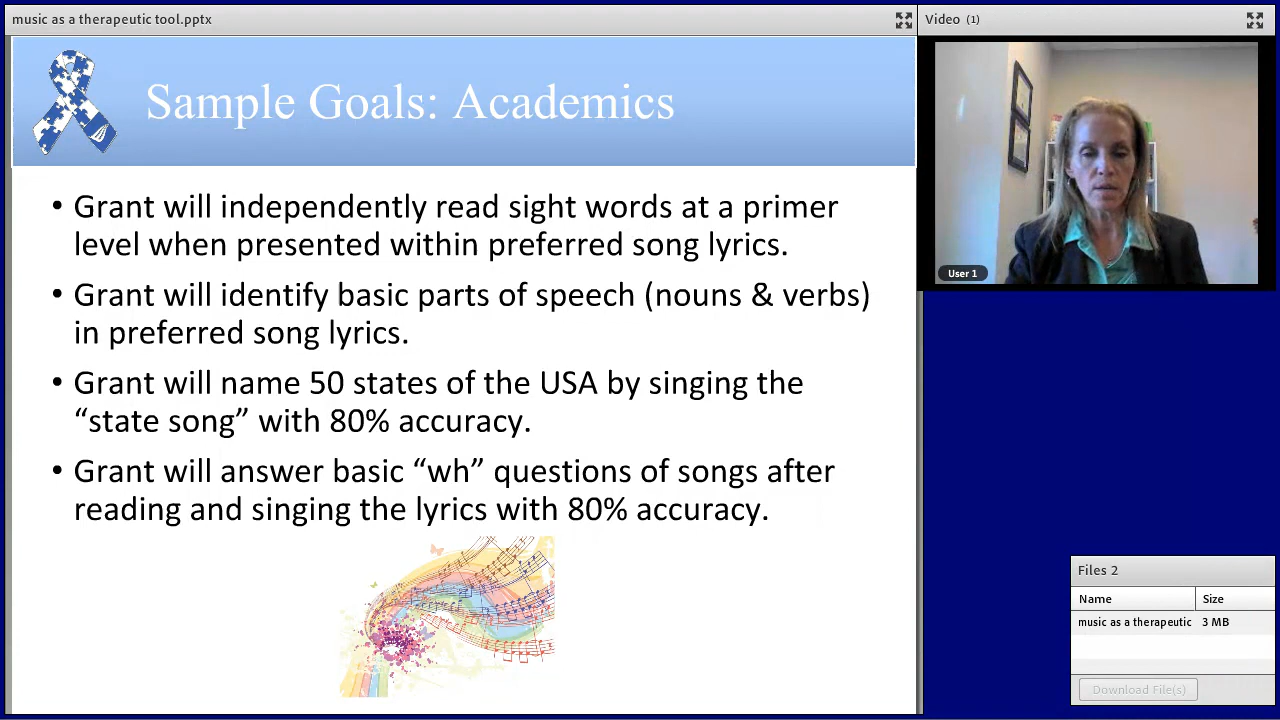 music as a therapeutic tool.pptx
Video (1)
Sample Goals: Academics
• Grant will independently read sight words at a primer
level when presented within preferred song lyrics.
• Grant will identify basic parts of speech (nouns & verbs)
in preferred song lyrics.
• Grant will name 50 states of the USA by singing the
“state song” with 80% accuracy.
• Grant will answer basic “wh” questions of songs after
reading and singing the lyrics with 80% accuracy.
User 1
Files 2
Name Size
music as a therapeutic 3 MB
Download File(s)